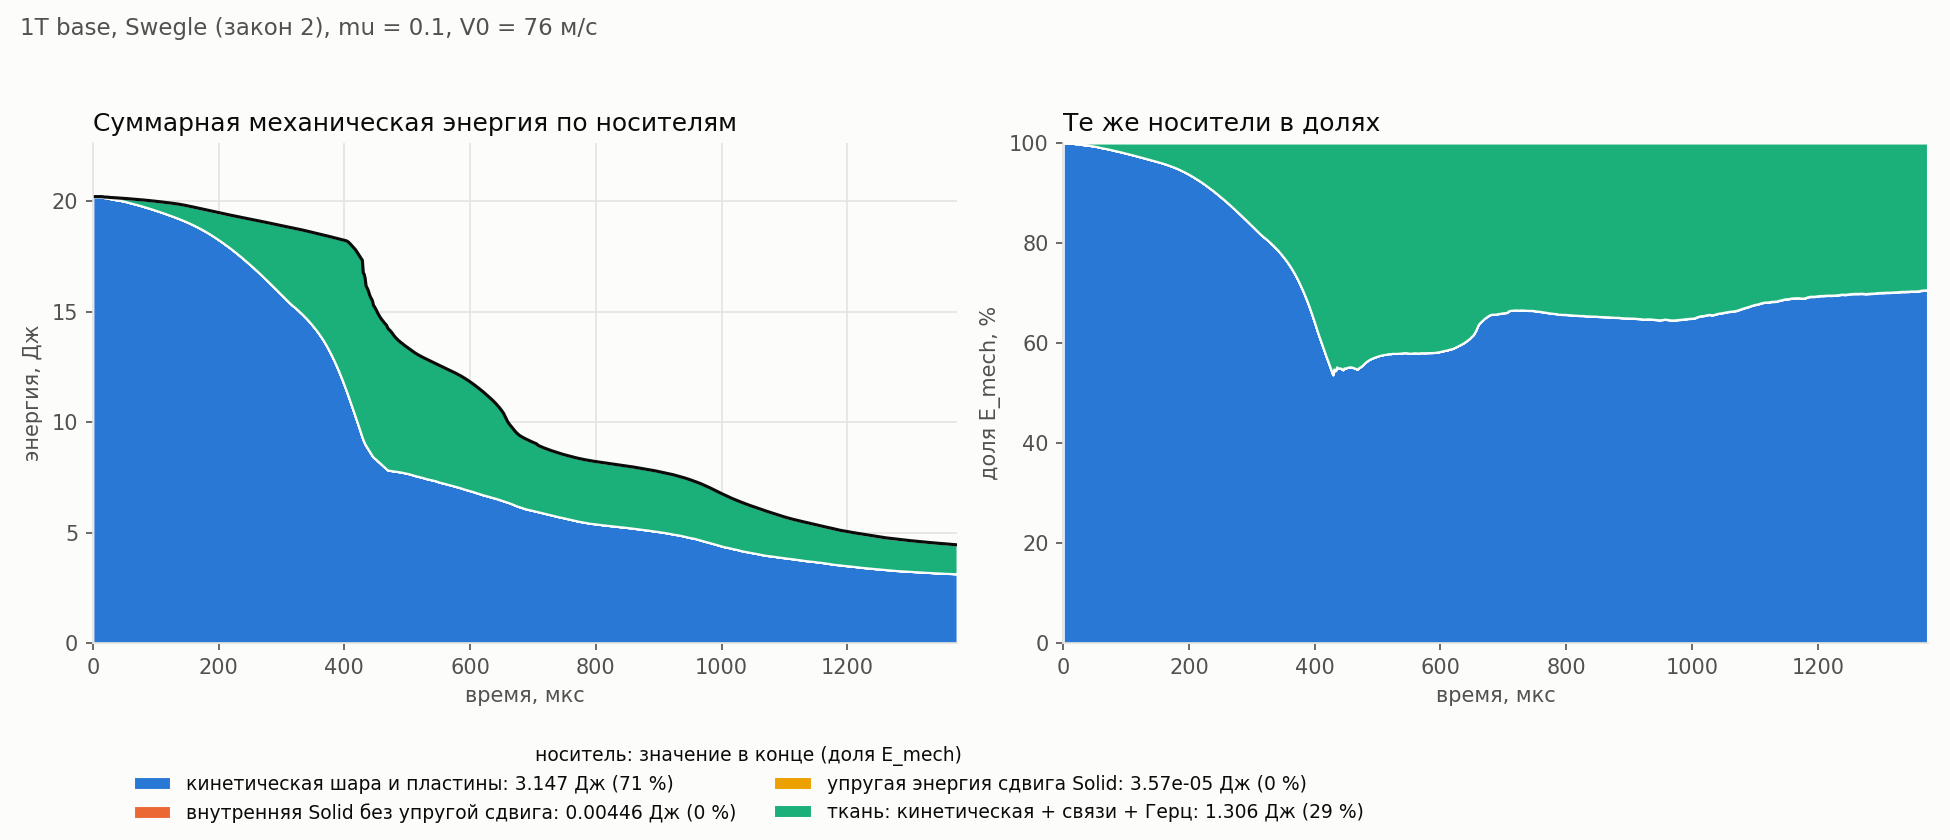 1T base, Swegle (закон 2), mu = 0.1, V0 = 76 м/с
Суммарная механическая энергия по носителям
энергия, Дж
20
15
10
5
0
0 200 400 600 800 1000 1200
время, мкс
Те же носители в долях
доля E_mech, %
100
80
60
40
20
0
0 200 400 600 800 1000 1200
время, мкс
носитель: значение в конце (доля E_mech)
кинетическая шара и пластины: 3.147 Дж (71 %)
внутренняя Solid без упругой сдвига: 0.00446 Дж (0 %)
упругая энергия сдвига Solid: 3.57e-05 Дж (0 %)
ткань: кинетическая + связи + Герц: 1.306 Дж (29 %)